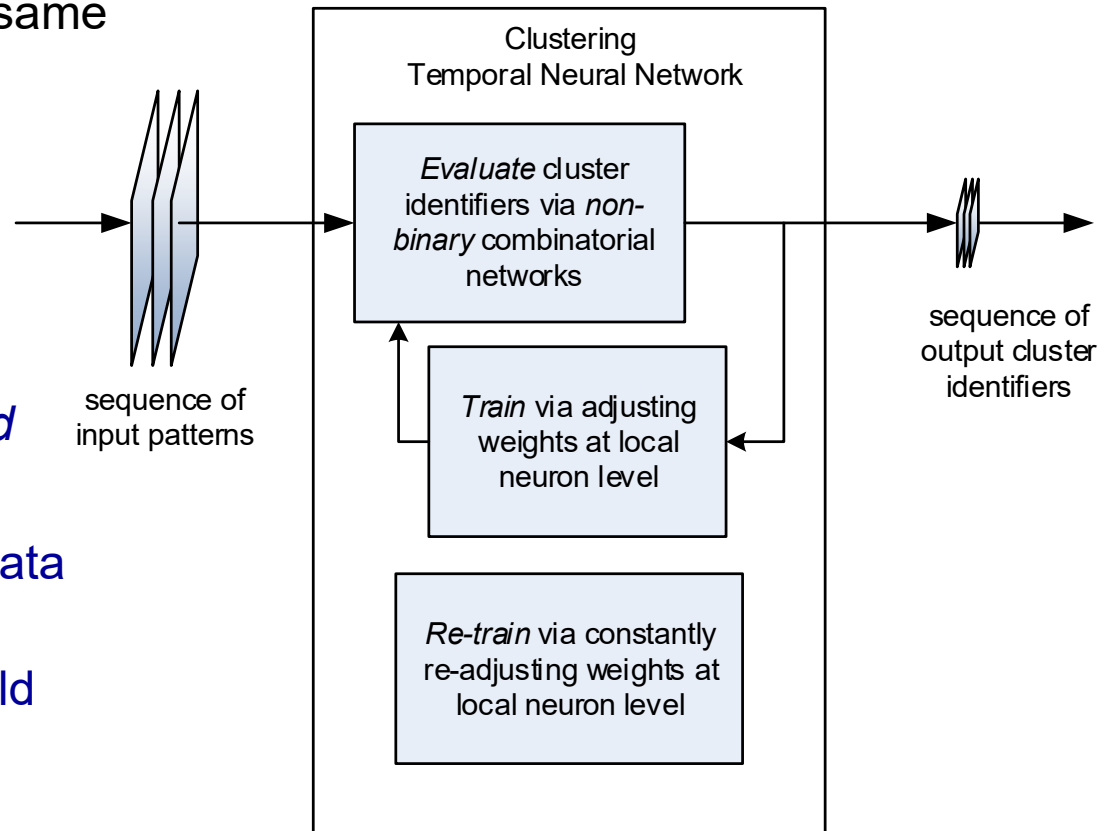 same
Clustering
Temporal Neural Network
Evaluate cluster
identifiers via non-
binary combinatorial
networks
sequence of
output cluster
identifiers
sequence of
input patterns
d
Train via adjusting
weights at local
neuron level
ata
Re-train via constantly
re-adjusting weights at
local neuron level
ld